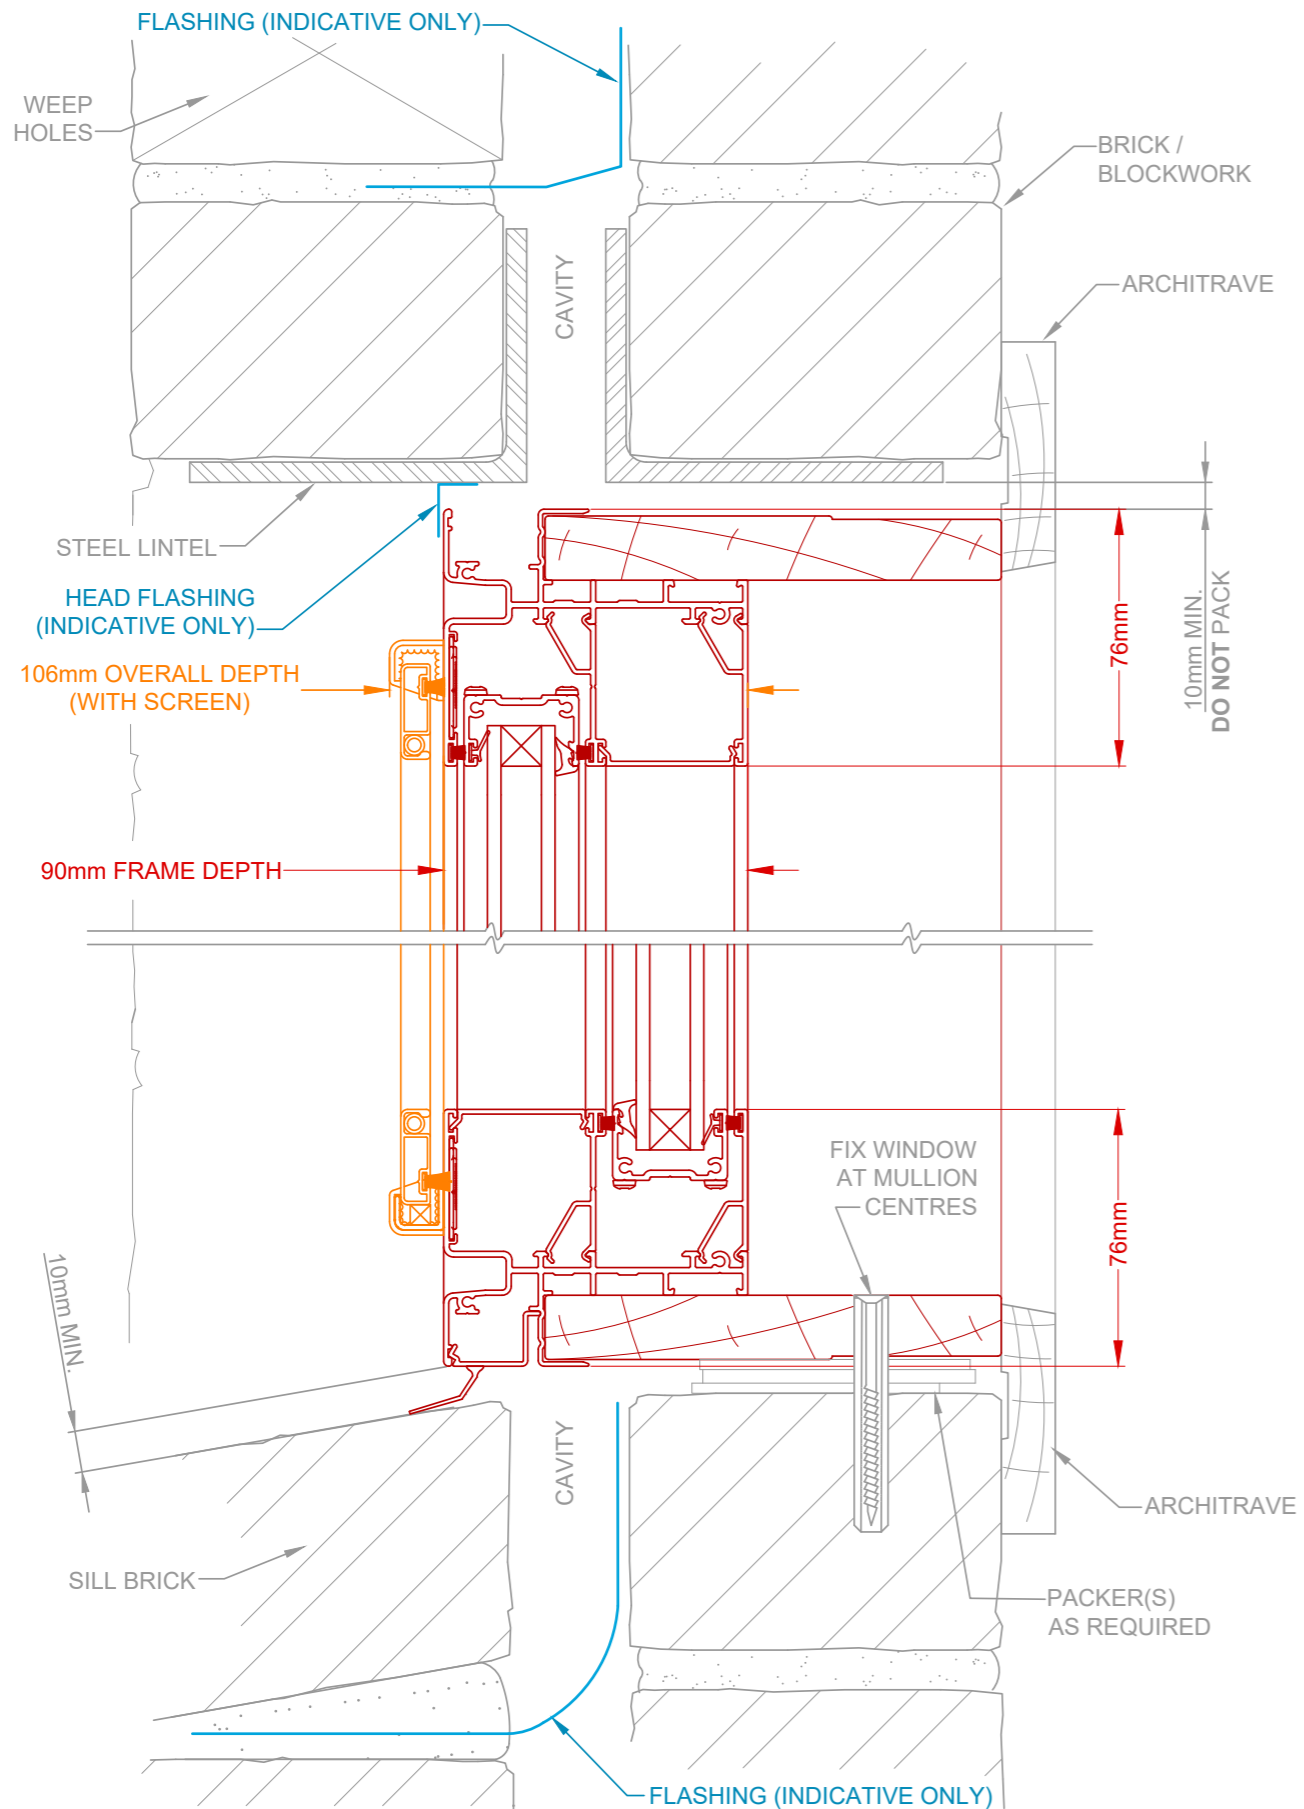 FLASHING (INDICATIVE ONLY)
WEEP
HOLES
BRICK /
BLOCKWORK
CAVITY
ARCHITRAVE
STEEL LINTEL
HEAD FLASHING
(INDICATIVE ONLY)
106mm OVERALL DEPTH
(WITH SCREEN)
76mm
10mm MIN.
DO NOT PACK
90mm FRAME DEPTH
FIX WINDOW
AT MULLION
CENTRES
76mm
10mm MIN.
CAVITY
ARCHITRAVE
SILL BRICK
PACKER(S)
AS REQUIRED
FLASHING (INDICATIVE ONLY)